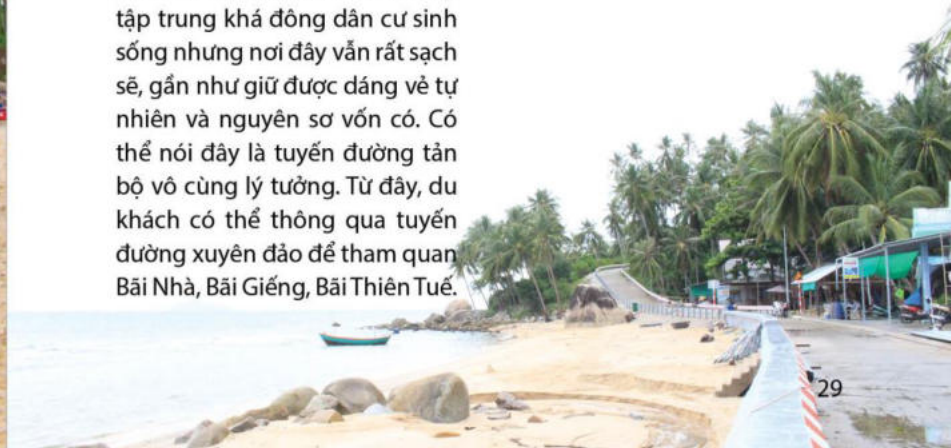 tập trung khá đông dân cư sinh
sống nhưng nơi đây vẫn rất sạch
sẽ, gần như giữ được dáng vẻ tự
nhiên và nguyên sơ vốn có. Có
thể nói đây là tuyến đường tản
bộ vô cùng lý tưởng. Từ đây, du
khách có thể thông qua tuyến
đường xuyên đảo để tham quan
Bãi Nhà, Bãi Giếng, Bãi Thiên Tuế.
29